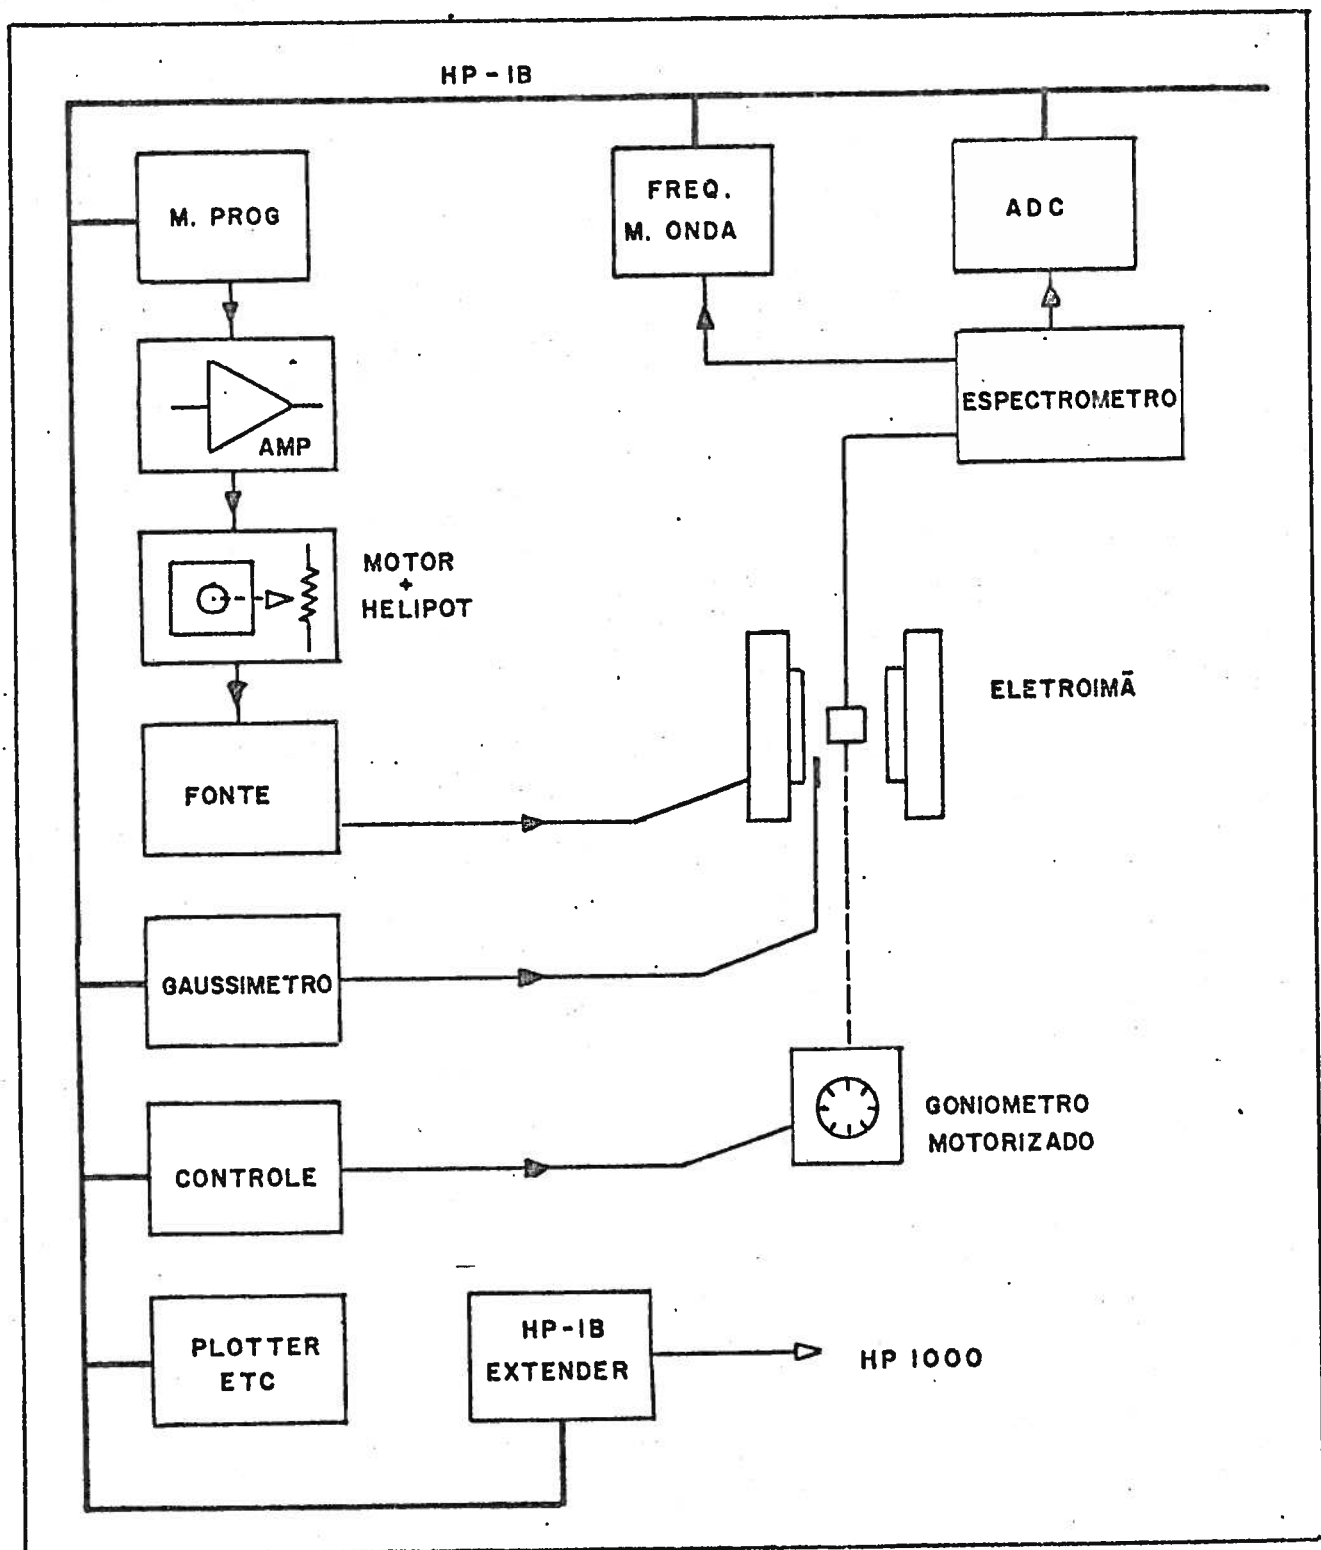 HP-IB
M. PROG
FREQ.
M. ONDA
ADC
AMP
ESPECTROMETRO
MOTOR
+
HELIPOT
ELETROIMÃ
FONTE
GAUSSIMETRO
GONIOMETRO
MOTORIZADO
CONTROLE
PLOTTER
ETC
HP-IB
EXTENDER
HP 1000